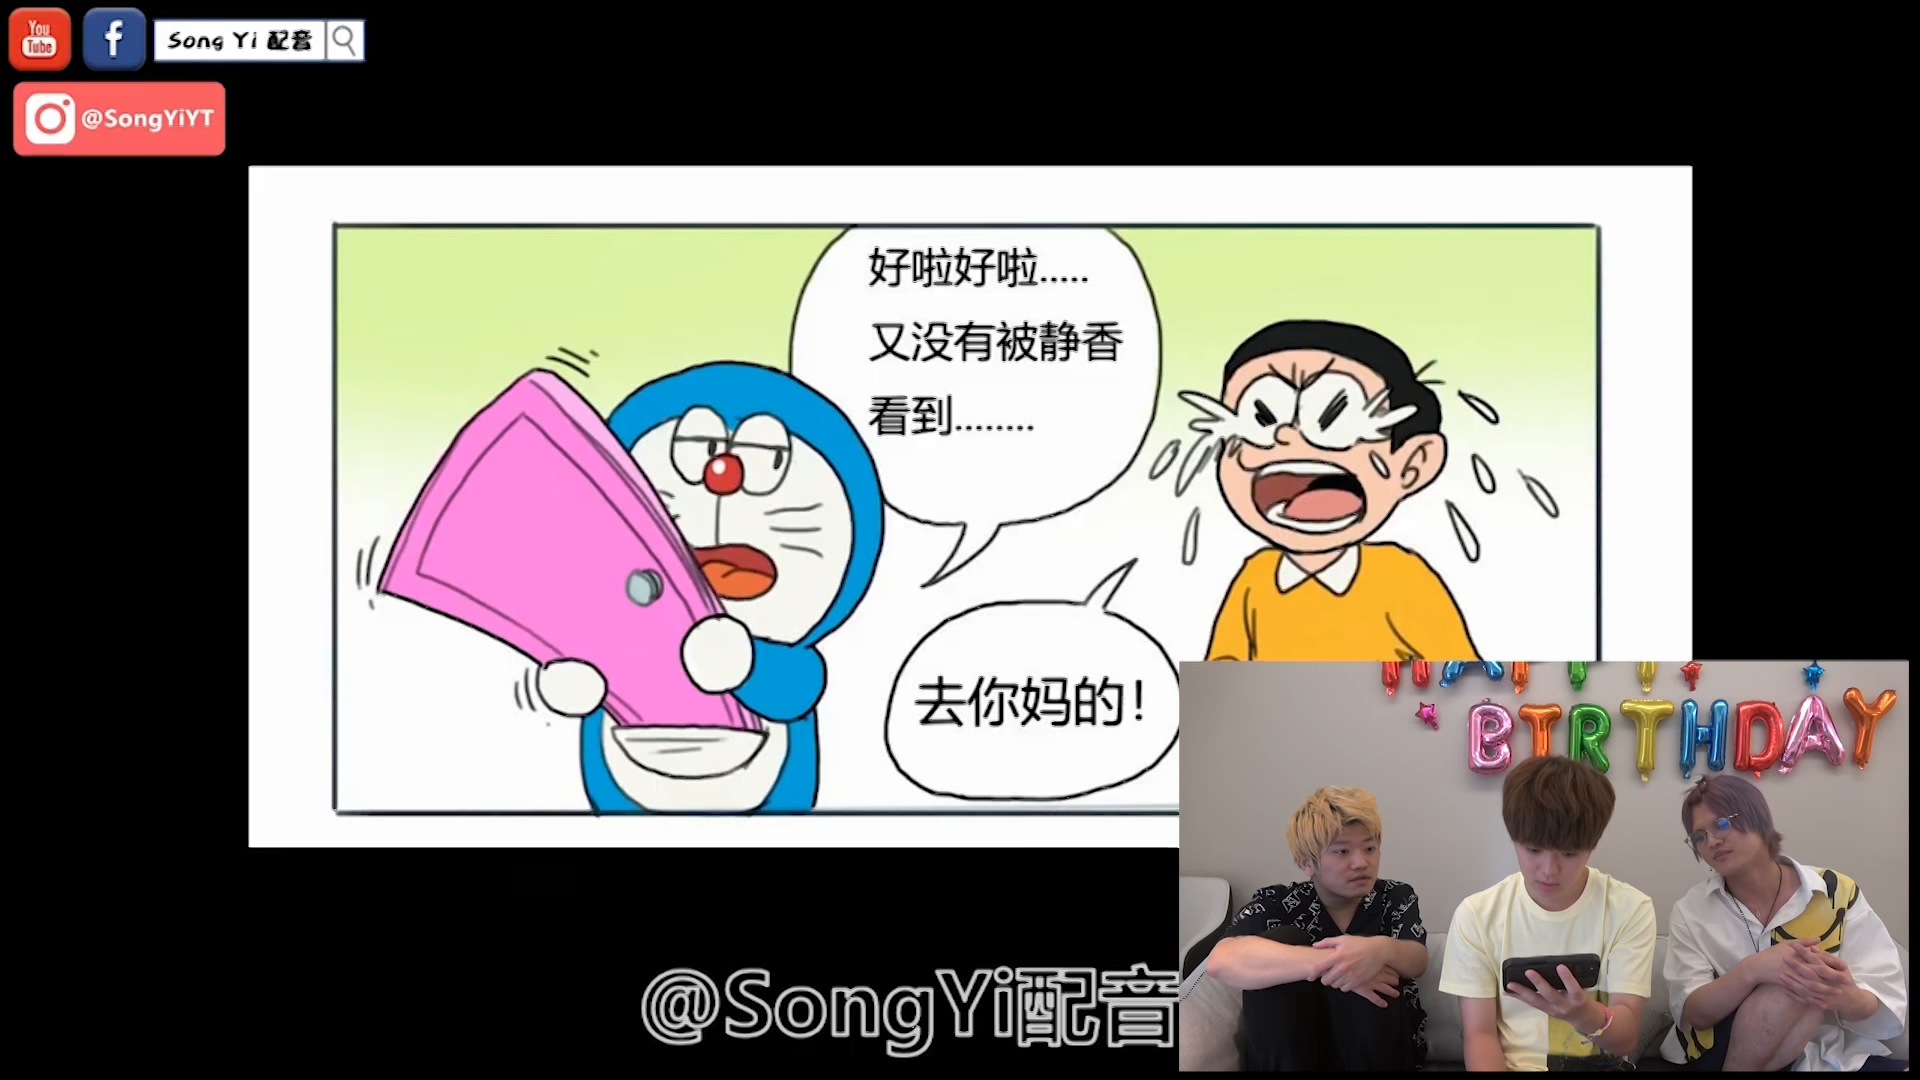 You
Tube
f
Song Yi 配音
@SongYiYT
好啦好啦.....
又没有被静香
看到........
去你妈的!
BIRTHDAY
@SongYi配音